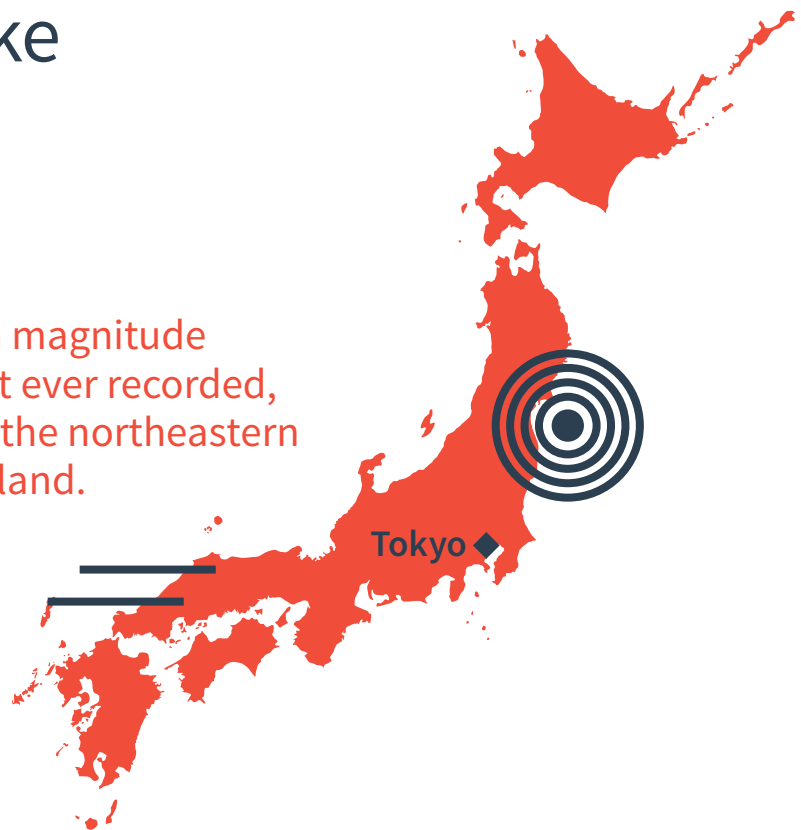 ke
magnitude
t ever recorded,
the northeastern
land.
Tokyo